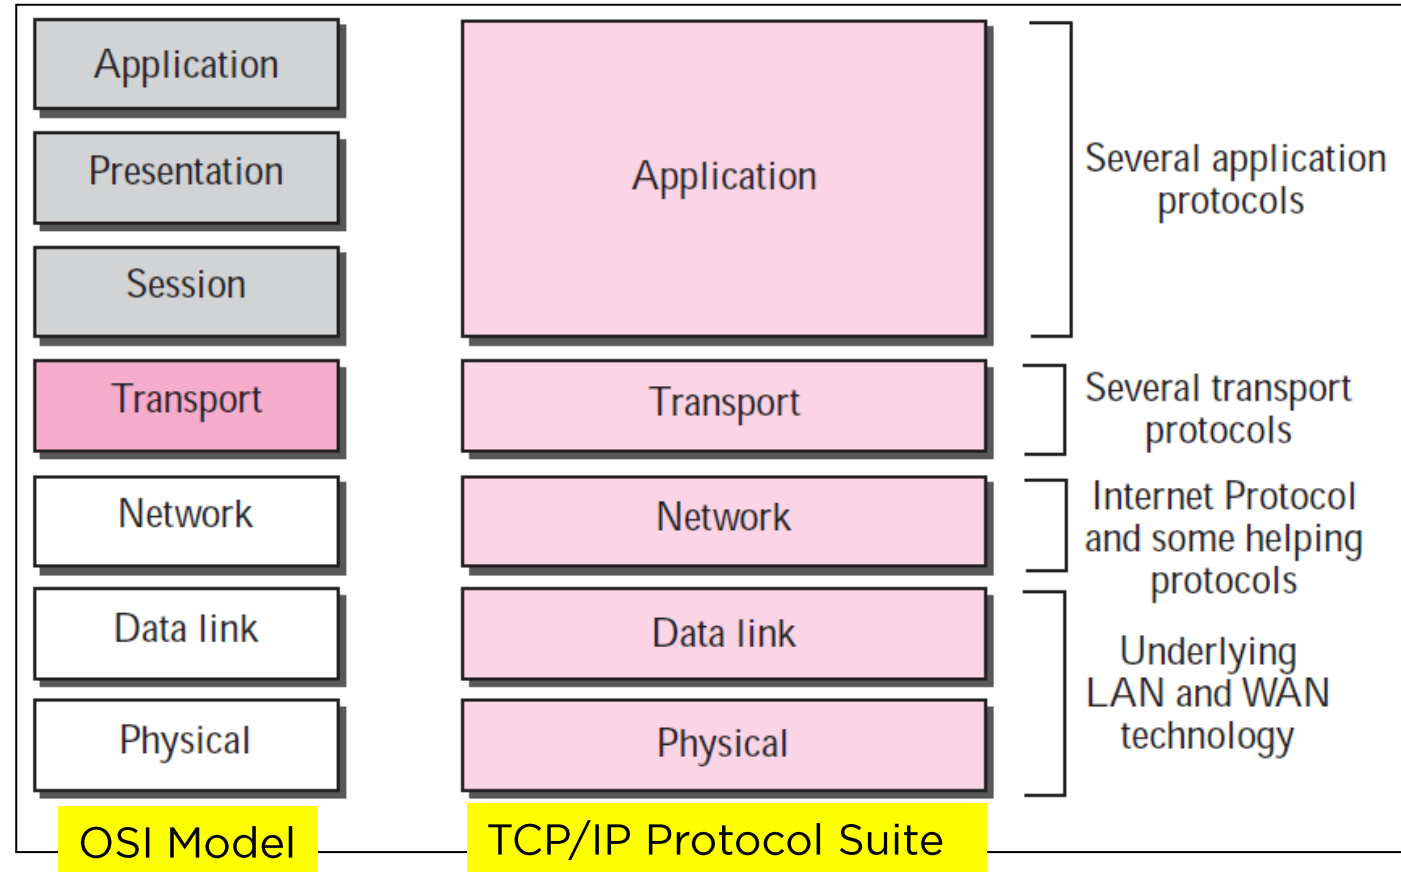 Application
Presentation
Session
Transport
Network
Data link
Physical
OSI Model
Application
Transport
Network
Data link
Physical
TCP/IP Protocol Suite
Several application
protocols
Several transport
protocols
Internet Protocol
and some helping
protocols
Underlying
LAN and WAN
technology